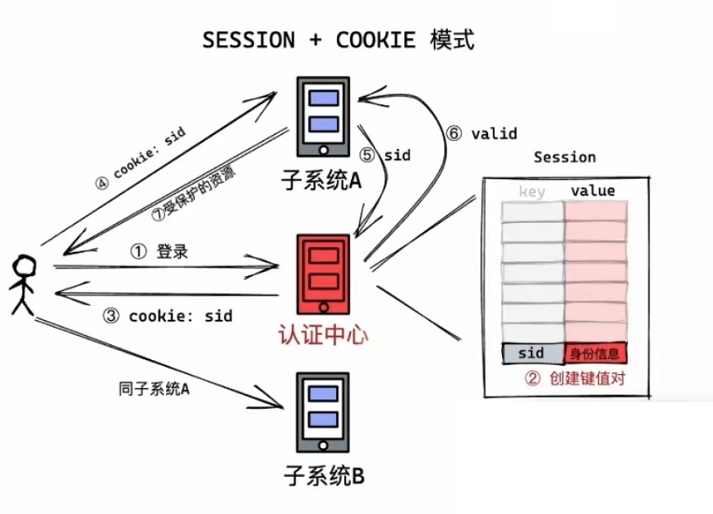 SESSION + COOKIE 模式
④ cookie: sid
⑦受保护的资源
子系统A
⑤ sid
⑥ valid
Session
key value
① 登录
③ cookie: sid
认证中心
sid 身份信息
② 创建键值对
同子系统A
子系统B